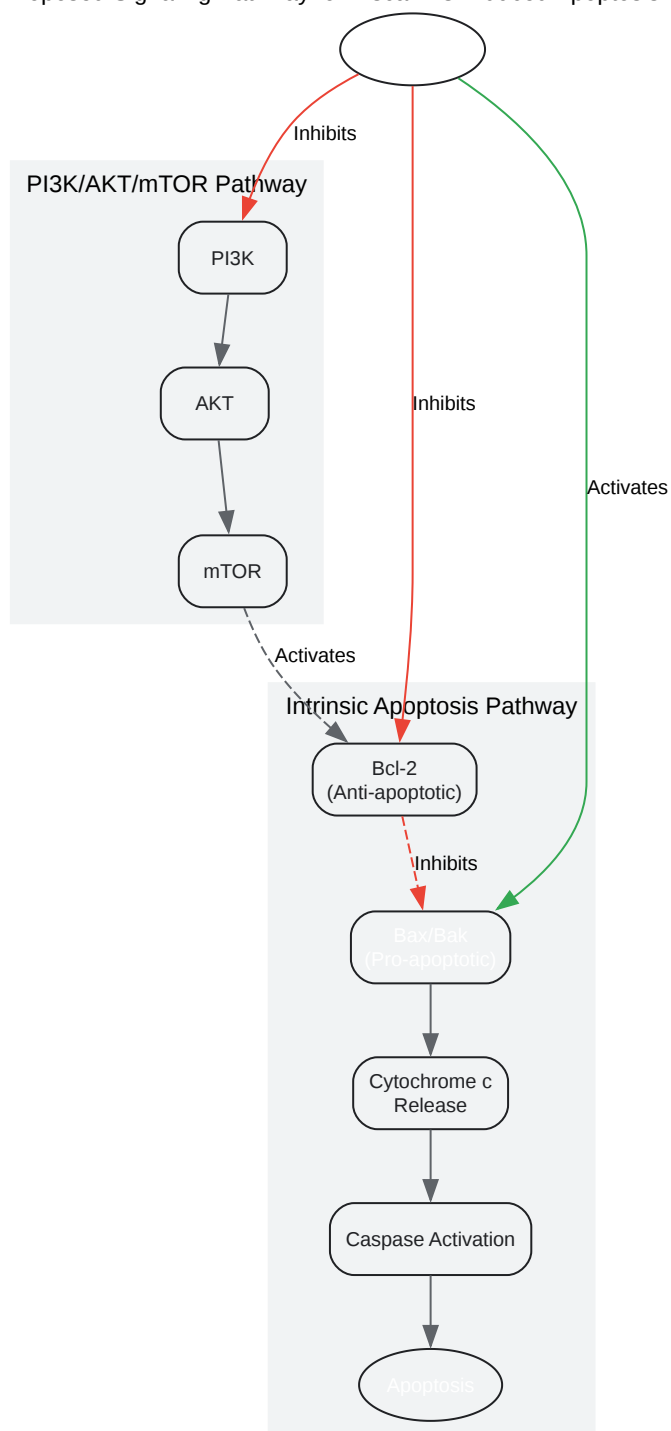 Inhibits
PI3K/AKT/mTOR Pathway
PI3K
AKT
Inhibits
Activates
mTOR
Activates
Intrinsic Apoptosis Pathway
Bcl-2
(Anti-apoptotic)
Inhibits
Bax/Bak
(Pro-apoptotic)
Cytochrome c
Release
Caspase Activation
Apoptosis